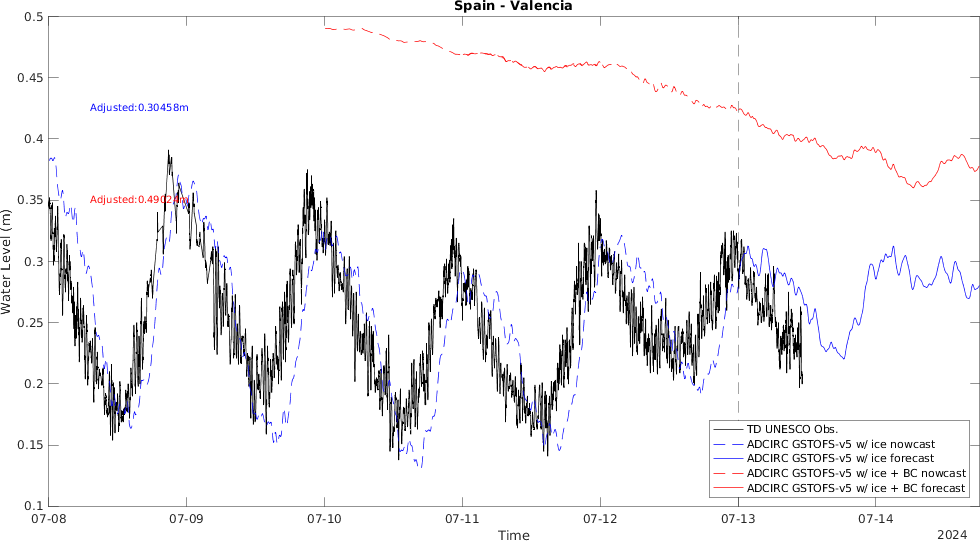 Spain - Valencia
0.5
0.45
0.4
0.35
0.3
0.25
0.2
0.15
0.1
Water Level (m)
Adjusted:0.30458m
07-08
07-09
07-10
07-11
07-12
07-13
07-14
Time
2024
TD UNESCO Obs.
ADCIRC GSTOFS-v5 w/ ice nowcast
ADCIRC GSTOFS-v5 w/ ice forecast
ADCIRC GSTOFS-v5 w/ ice + BC nowcast
ADCIRC GSTOFS-v5 w/ ice + BC forecast